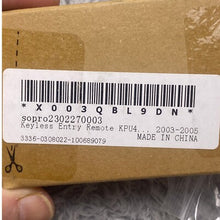 *X003QBL9DN*
sopro2302270003
Keyless Entry Remote KPU4... 2003-2005
MADE IN CHINA
3336-0308022-100689079